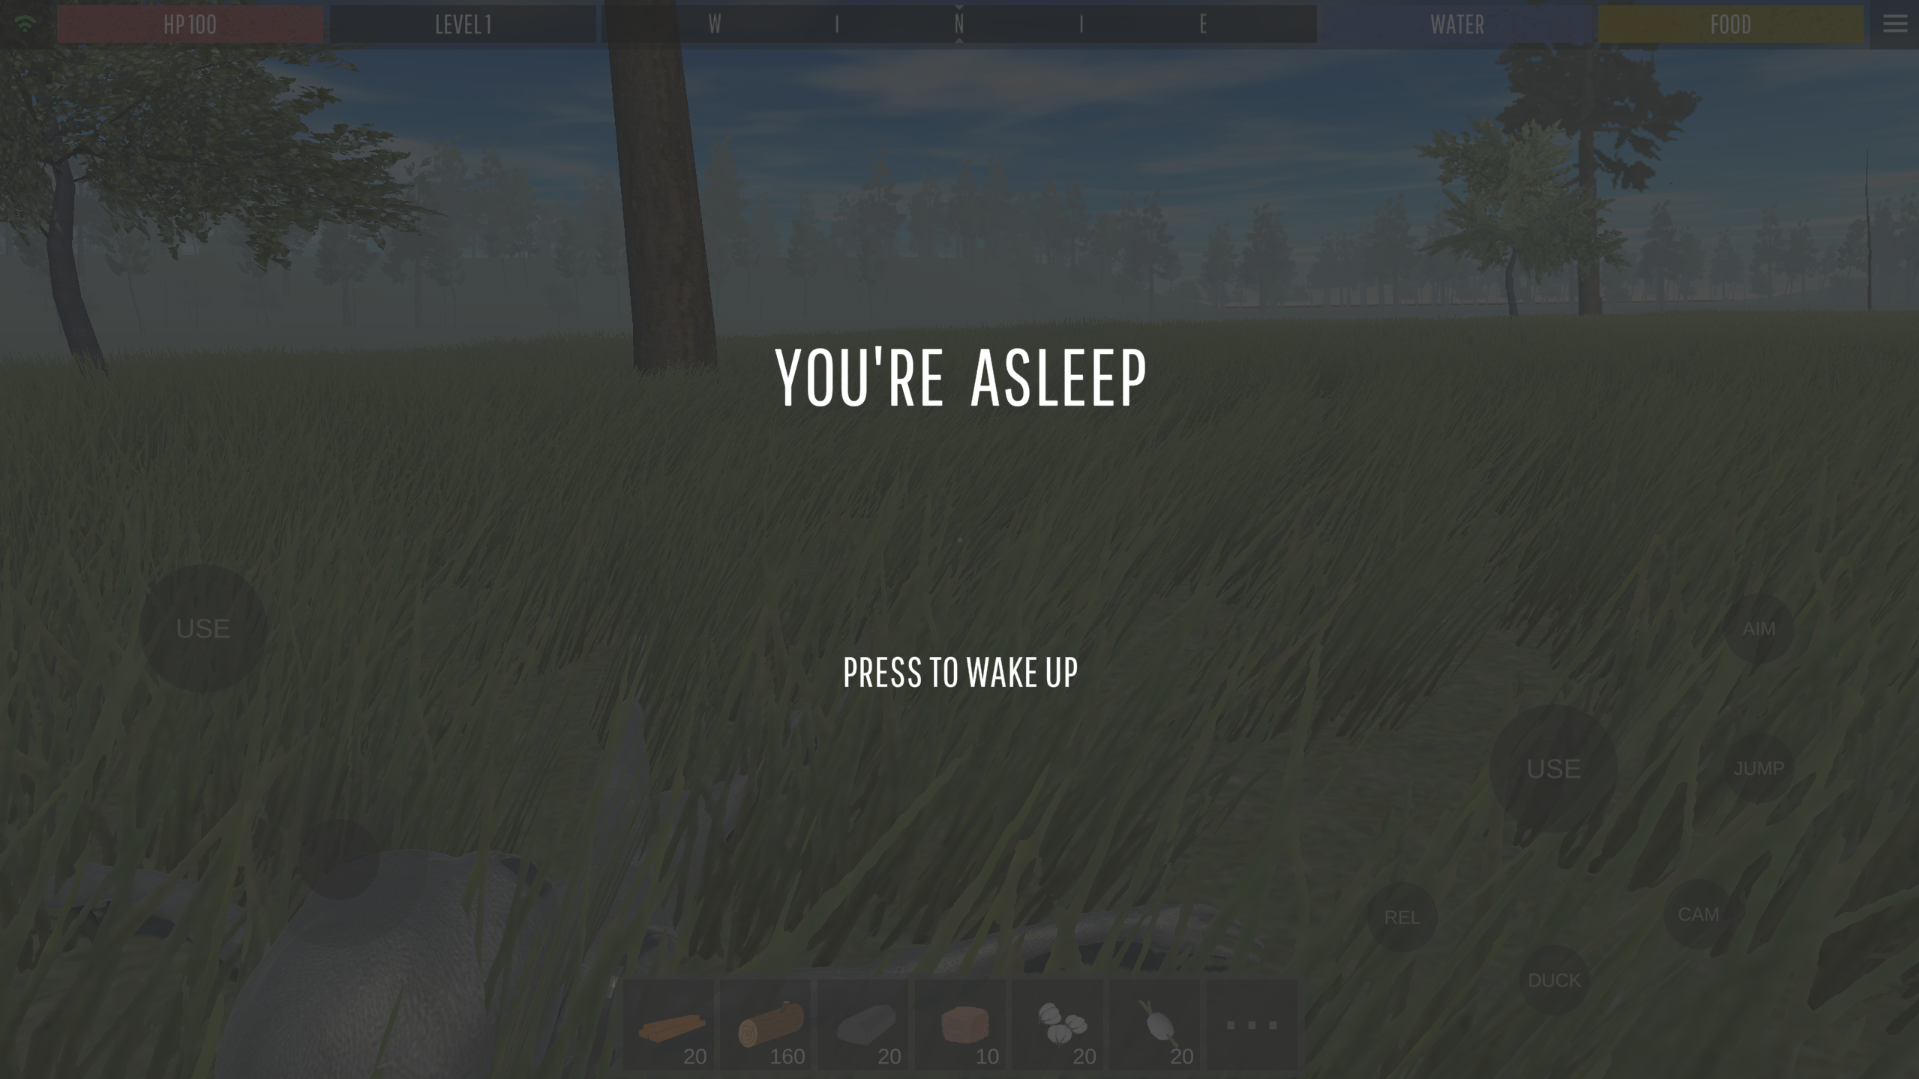 HP 100 LEVEL 1 W N E WATER FOOD
YOU'RE ASLEEP
USE AIM
PRESS TO WAKE UP
USE JUMP
REL CAM
DUCK
20 160 20 10 20 20 ...